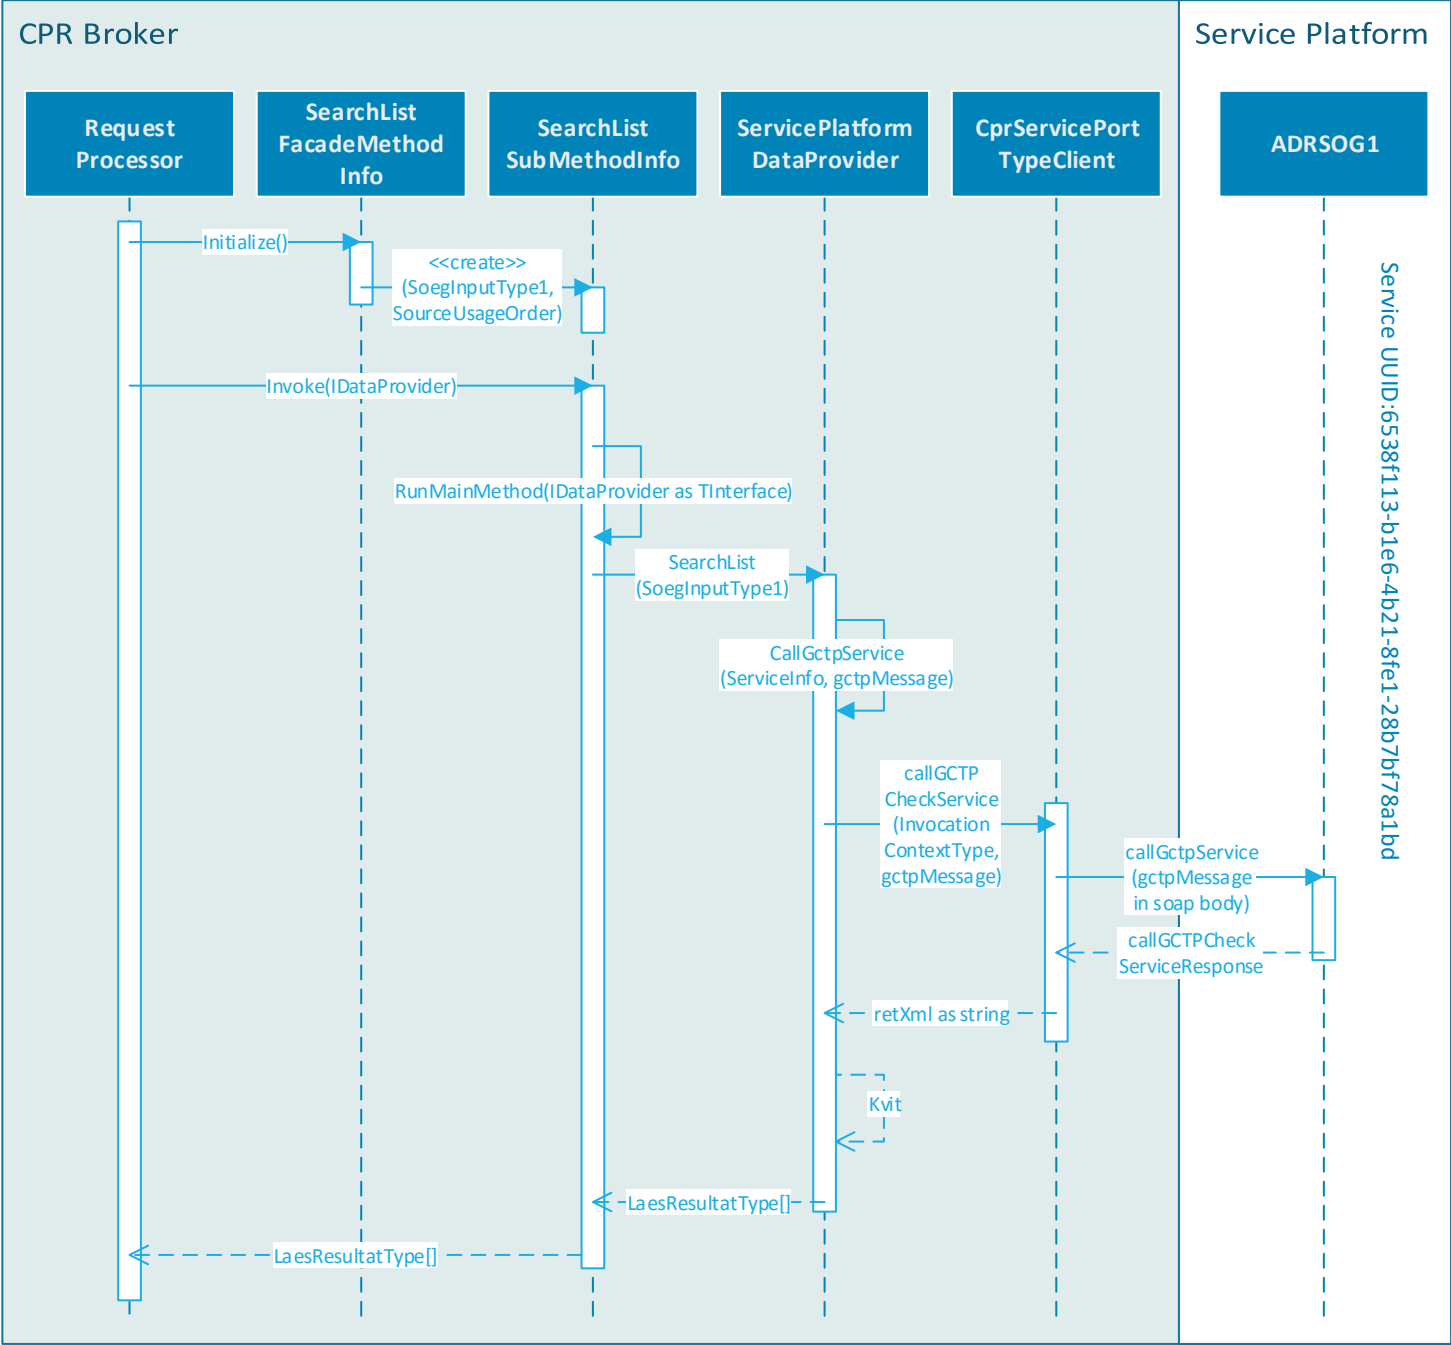 CPR Broker
Service Platform
Request
Processor
SearchList
FacadeMethod
Info
SearchList
SubMethodInfo
ServicePlatform
DataProvider
CprServicePort
TypeClient
ADRSOG1
Initialize()
<<create>>
(SoegInputType1,
SourceUsageOrder)
Service UUID:6538f113-b1e6-4b21-8fe1-28b7bf78a1bd
Invoke(IDataProvider)
RunMainMethod(IDataProvider as TInterface)
SearchList
(SoegInputType1)
CallGctpService
(ServiceInfo, gctpMessage)
callGCTP
CheckService
(Invocation
ContextType,
gctpMessage)
callGctpService
(gctpMessage
in soap body)
callGCTPCheck
ServiceResponse
retXml as string
Kvit
LaesResultatType[]
LaesResultatType[]